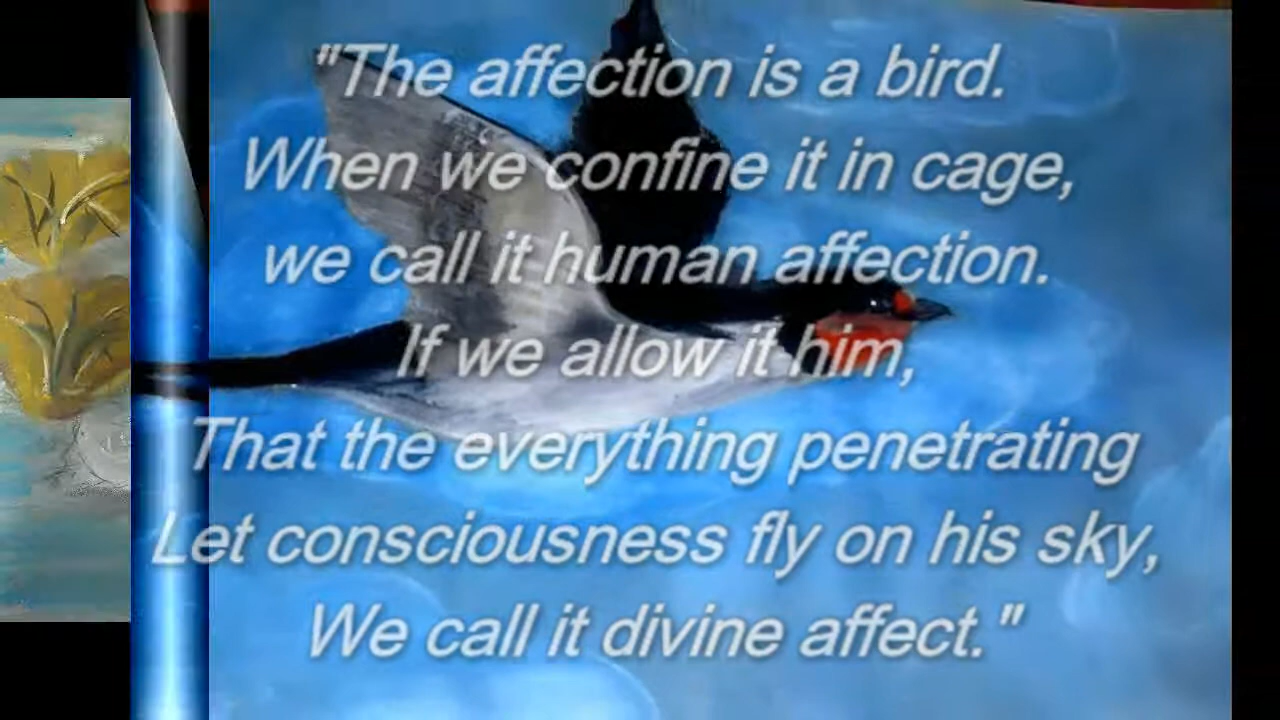 "The affection is a bird.
When we confine it in cage,
we call it human affection.
If we allow it him,
That the everything penetrating
Let consciousness fly on his sky,
We call it divine affect."